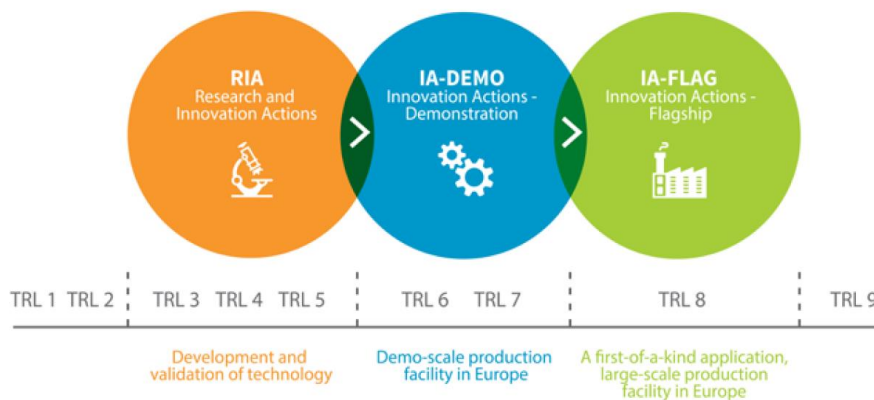 RIA
Research and
Innovation Actions
IA-DEMO
Innovation Actions -
Demonstration
IA-FLAG
Innovation Actions -
Flagship
TRL 1 TRL 2 TRL 3 TRL 4 TRL 5 TRL 6 TRL 7 TRL 8 TRL 9
Development and
validation of technology
Demo-scale production
facility in Europe
A first-of-a-kind application,
large-scale production
facility in Europe